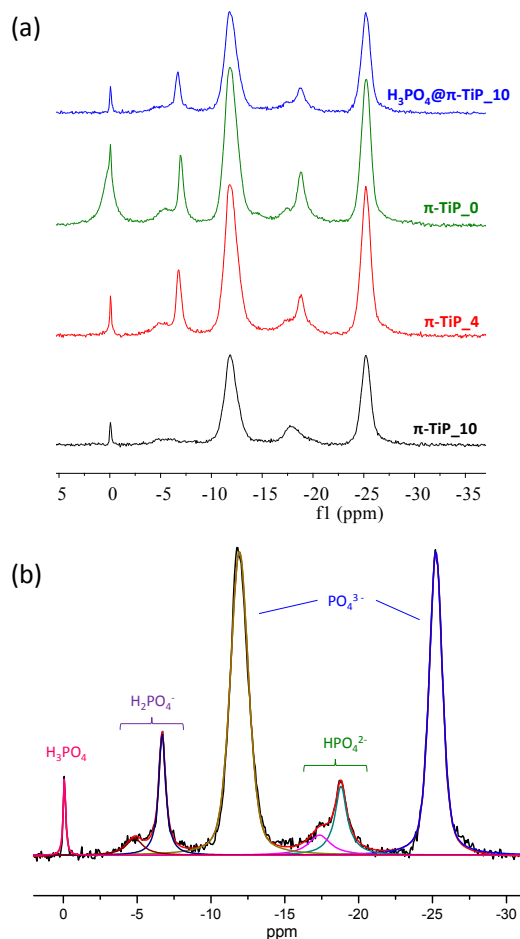 (a)
H₃PO₄@π-TiP_10
π-TiP_0
π-TiP_4
π-TiP_10
5 0 -5 -10 -15 -20 -25 -30 -35
f1 (ppm)
(b)
PO₄³⁻
H₂PO₄⁻
H₃PO₄
HPO₄²⁻
0 -5 -10 -15 -20 -25 -30
ppm